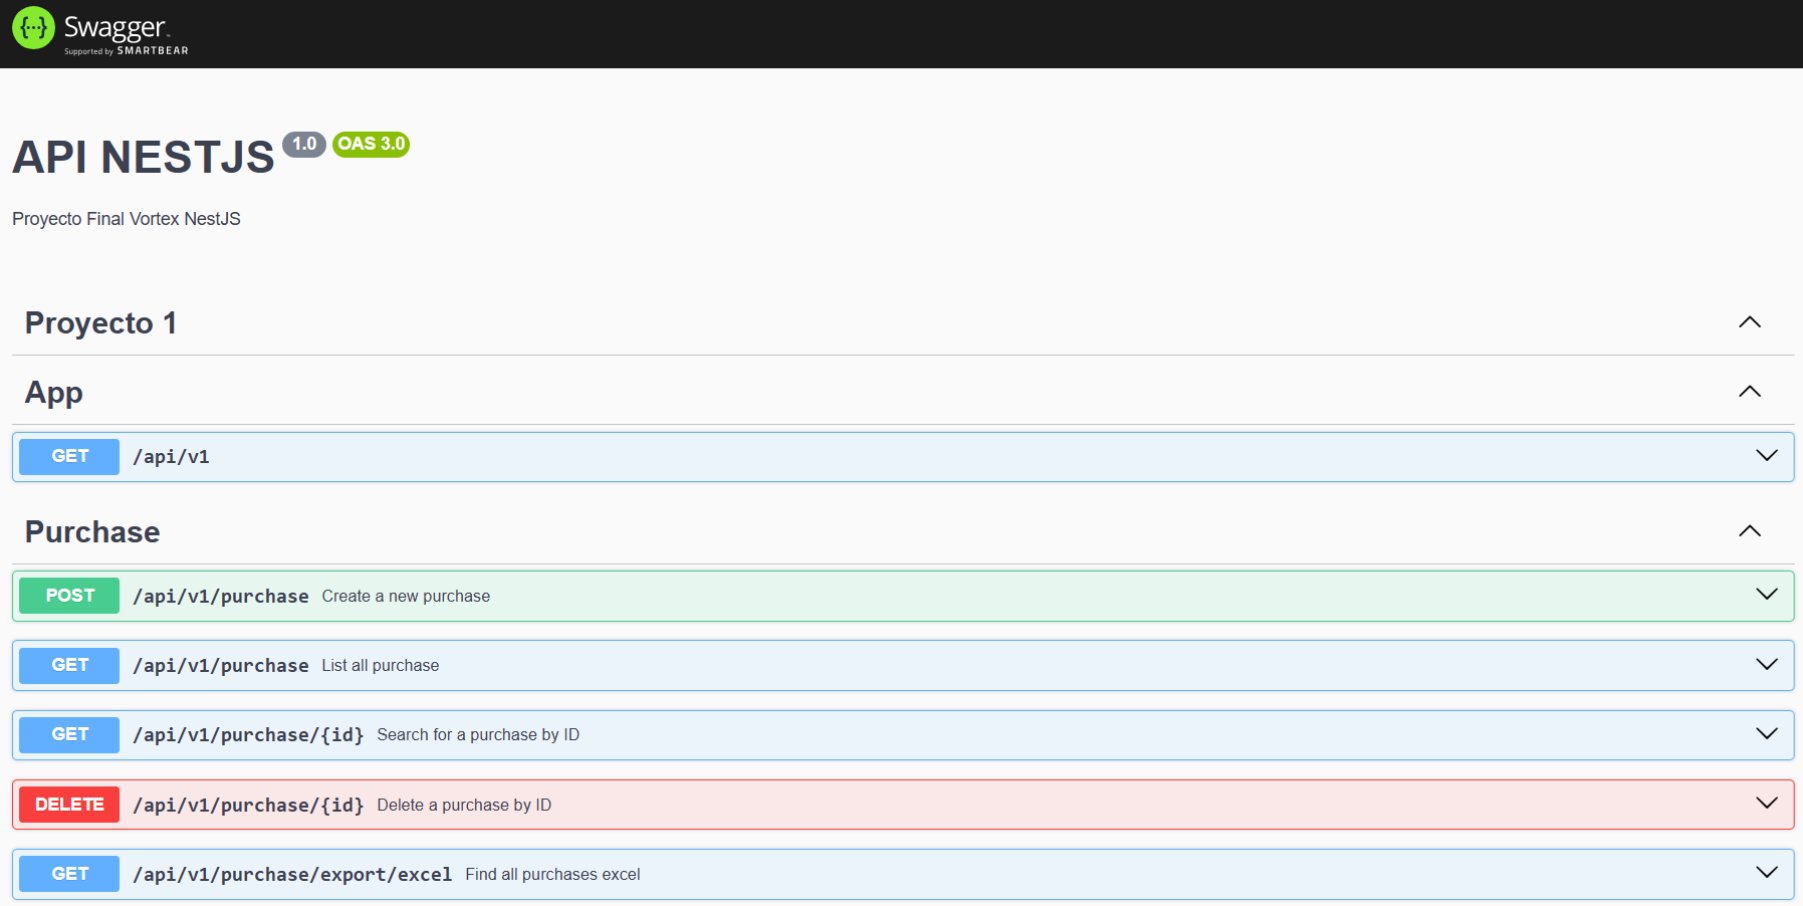 {···} Swagger™
Supported by SMARTBEAR
API NESTJS 1.0 OAS 3.0
Proyecto Final Vortex NestJS
Proyecto 1
App
GET /api/v1
Purchase
POST /api/v1/purchase Create a new purchase
GET /api/v1/purchase List all purchase
GET /api/v1/purchase/{id} Search for a purchase by ID
DELETE /api/v1/purchase/{id} Delete a purchase by ID
GET /api/v1/purchase/export/excel Find all purchases excel